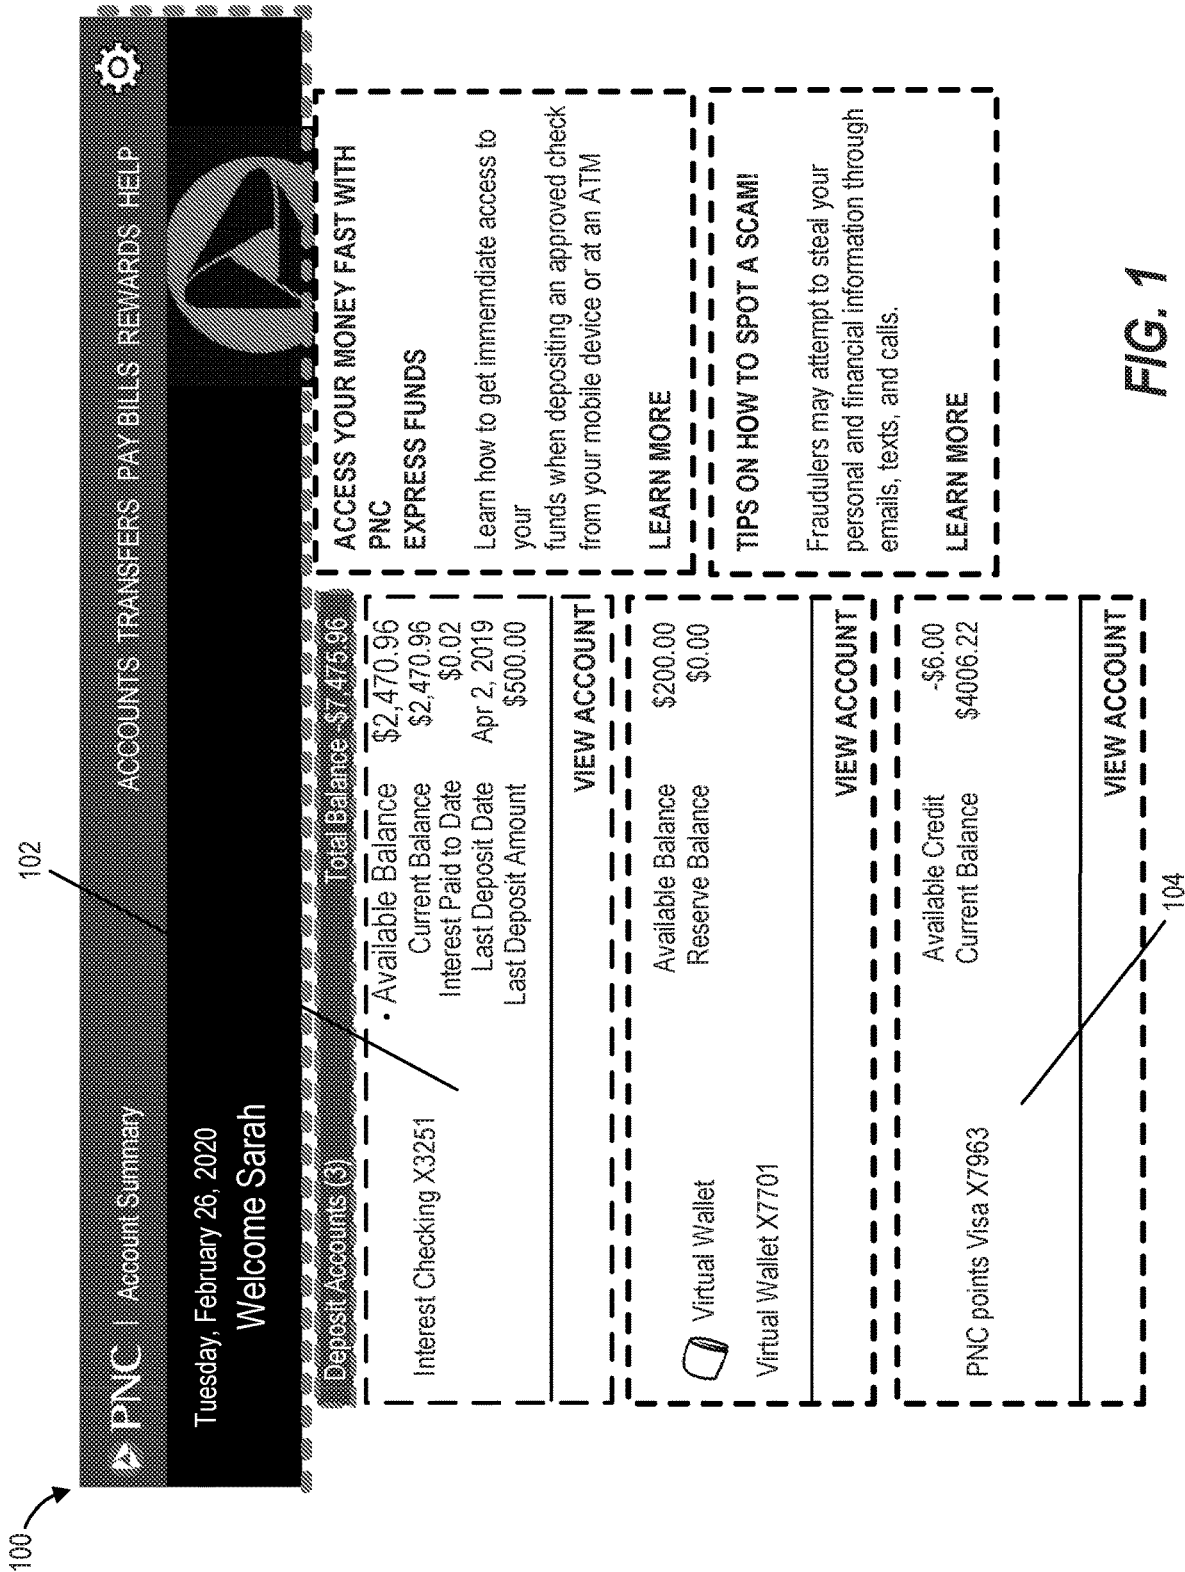 100
PNC | Account Summary
ACCOUNTS TRANSFERS PAY BILLS REWARDS HELP
Tuesday, February 26, 2020
Welcome Sarah
102
Deposit Accounts (3)
Total Balance -$7,475.96
Interest Checking X3251
• Available Balance $2,470.96
Current Balance $2,470.96
Interest Paid to Date $0.02
Last Deposit Date Apr 2, 2019
Last Deposit Amount $500.00
VIEW ACCOUNT
Virtual Wallet
Virtual Wallet X7701
Available Balance $200.00
Reserve Balance $0.00
VIEW ACCOUNT
PNC points Visa X7963
Available Credit -$6.00
Current Balance $4006.22
VIEW ACCOUNT
104
ACCESS YOUR MONEY FAST WITH
PNC
EXPRESS FUNDS
Learn how to get immemdiate access to
your
funds when depositing an approved check
from your mobile device or at an ATM
LEARN MORE
TIPS ON HOW TO SPOT A SCAM!
Fraudulers may attempt to steal your
personal and financial information through
emails, texts, and calls.
LEARN MORE
FIG. 1